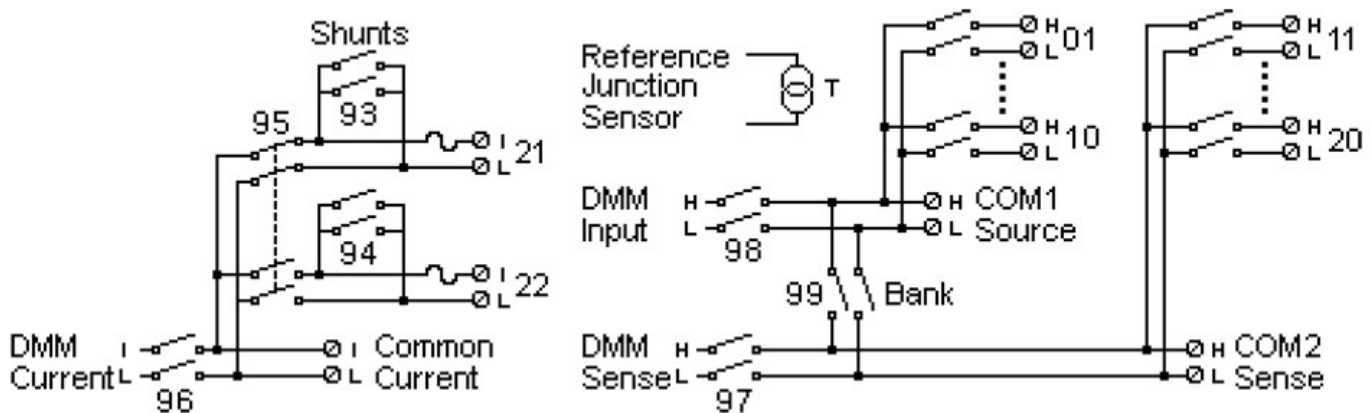 Shunts
93
95
I 21
L
94
I 22
L
DMM I
Current L
96
I Common
L Current
Reference
Junction
Sensor
T
H 01
L
H 10
L
H 11
L
H 20
L
DMM H
Input L
98
H COM1
L Source
99
Bank
DMM H
Sense L
97
H COM2
L Sense